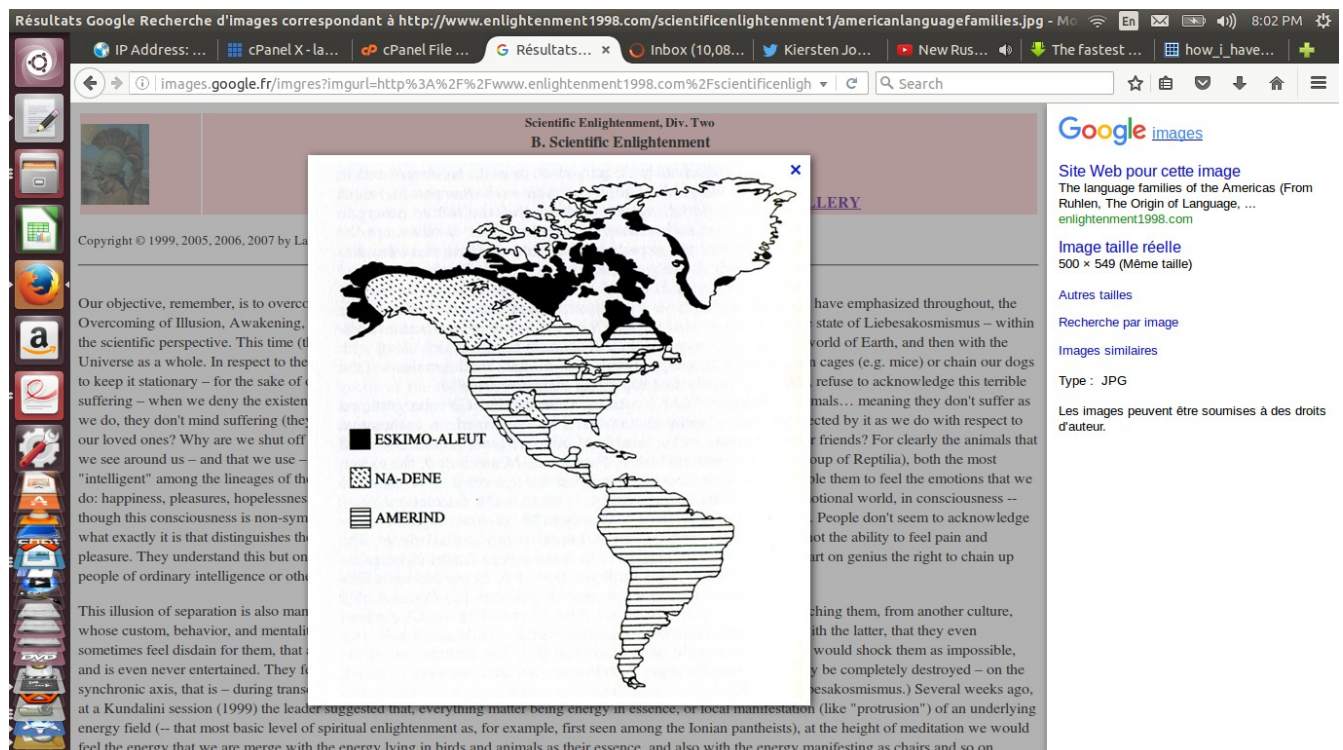 Résultats Google Recherche d'images correspondant à http://www.enlightenment1998.com/scientificenlightenment1/americanlanguagefamilies.jpg - Mo
En
8:02 PM
IP Address: ...
cPanel X - la...
cPanel File ...
Résultats...
Inbox (10,08...
Kiersten Jo...
New Rus...
The fastest ...
how_i_have...
images.google.fr/imgres?imgurl=http%3A%2F%2Fwww.enlightenment1998.com%2Fscientificenligh
Search
Scientific Enlightenment, Div. Two
B. Scientific Enlightenment
LLERY
Copyright © 1999, 2005, 2006, 2007 by La
Our objective, remember, is to overco have emphasized throughout, the
Overcoming of Illusion, Awakening, state of Liebesakosmismus – within
the scientific perspective. This time (t world of Earth, and then with the
Universe as a whole. In respect to the n cages (e.g. mice) or chain our dogs
to keep it stationary – for the sake of refuse to acknowledge this terrible
suffering – when we deny the existen mals… meaning they don't suffer as
we do, they don't mind suffering (they ected by it as we do with respect to
our loved ones? Why are we shut off r friends? For clearly the animals that
we see around us – and that we use – oup of Reptilia), both the most
"intelligent" among the lineages of the ble them to feel the emotions that we
do: happiness, pleasures, hopelessnes otional world, in consciousness --
though this consciousness is non-sym . People don't seem to acknowledge
what exactly it is that distinguishes the not the ability to feel pain and
pleasure. They understand this but on art on genius the right to chain up
people of ordinary intelligence or othe
This illusion of separation is also man ching them, from another culture,
whose custom, behavior, and mentalit ith the latter, that they even
sometimes feel disdain for them, that a would shock them as impossible,
and is even never entertained. They fo y be completely destroyed – on the
synchronic axis, that is – during trans esakosmismus.) Several weeks ago,
at a Kundalini session (1999) the leader suggested that, everything matter being energy in essence, or local manifestation (like "protrusion") of an underlying
energy field (-- that most basic level of spiritual enlightenment as, for example, first seen among the Ionian pantheists), at the height of meditation we would
feel the energy that we are merge with the energy lying in birds and animals as their essence, and also with the energy manifesting as chairs and so on
ESKIMO-ALEUT
NA-DENE
AMERIND
Google images
Site Web pour cette image
The language families of the Americas (From
Ruhlen, The Origin of Language, ...
enlightenment1998.com
Image taille réelle
500 × 549 (Même taille)
Autres tailles
Recherche par image
Images similaires
Type : JPG
Les images peuvent être soumises à des droits
d'auteur.